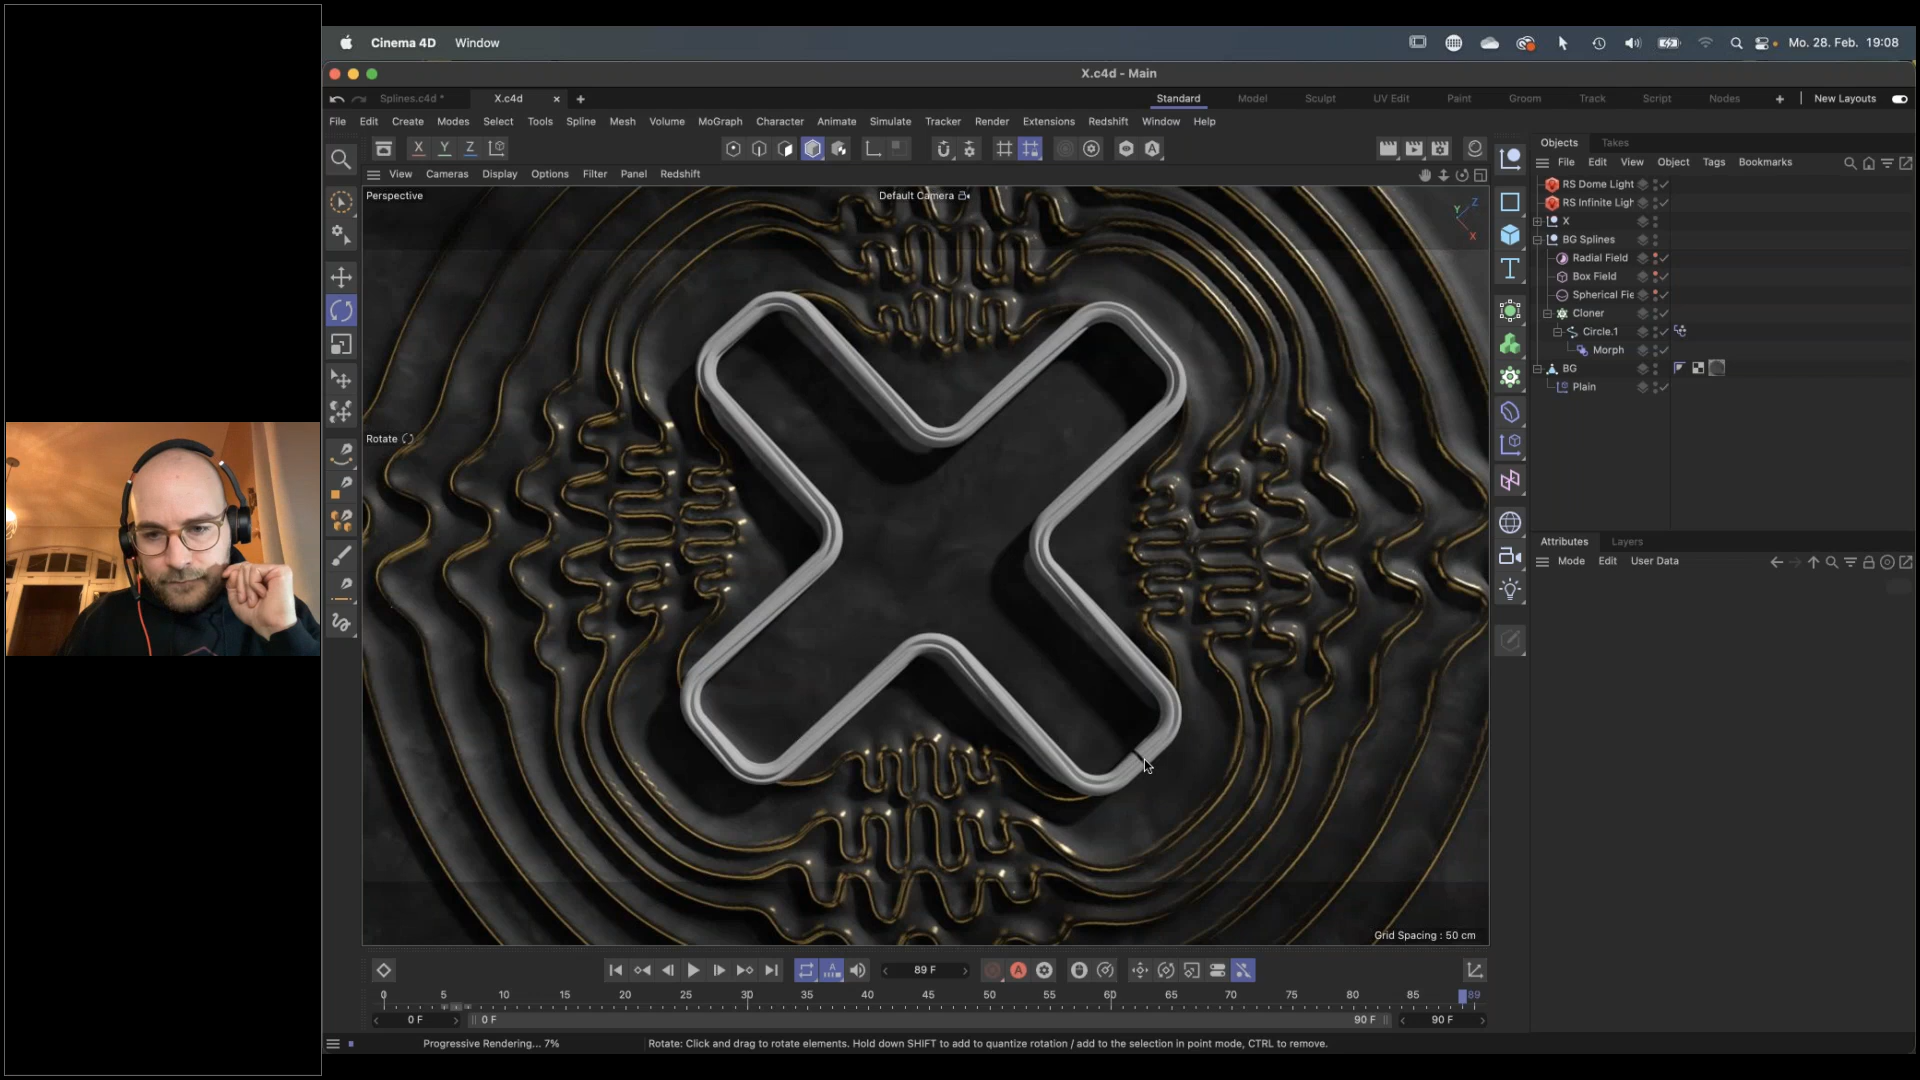 Cinema 4D Window
Mo. 28. Feb. 19:08
X.c4d - Main
Splines.c4d *
X.c4d
Standard Model Sculpt UV Edit Paint Groom Track Script Nodes New Layouts
File Edit Create Modes Select Tools Spline Mesh Volume MoGraph Character Animate Simulate Tracker Render Extensions Redshift Window Help
X Y Z
View Cameras Display Options Filter Panel Redshift
Perspective
Default Camera
Y Z X
Rotate
Grid Spacing : 50 cm
Objects Takes
File Edit View Object Tags Bookmarks
RS Dome Light
RS Infinite Ligh
X
BG Splines
Radial Field
Box Field
Spherical Fie
Cloner
Circle.1
Morph
BG
Plain
Attributes Layers
Mode Edit User Data
89 F
0 5 10 15 20 25 30 35 40 45 50 55 60 65 70 75 80 85 89
0 F
0 F
90 F
90 F
Progressive Rendering... 7%
Rotate: Click and drag to rotate elements. Hold down SHIFT to add to quantize rotation / add to the selection in point mode, CTRL to remove.